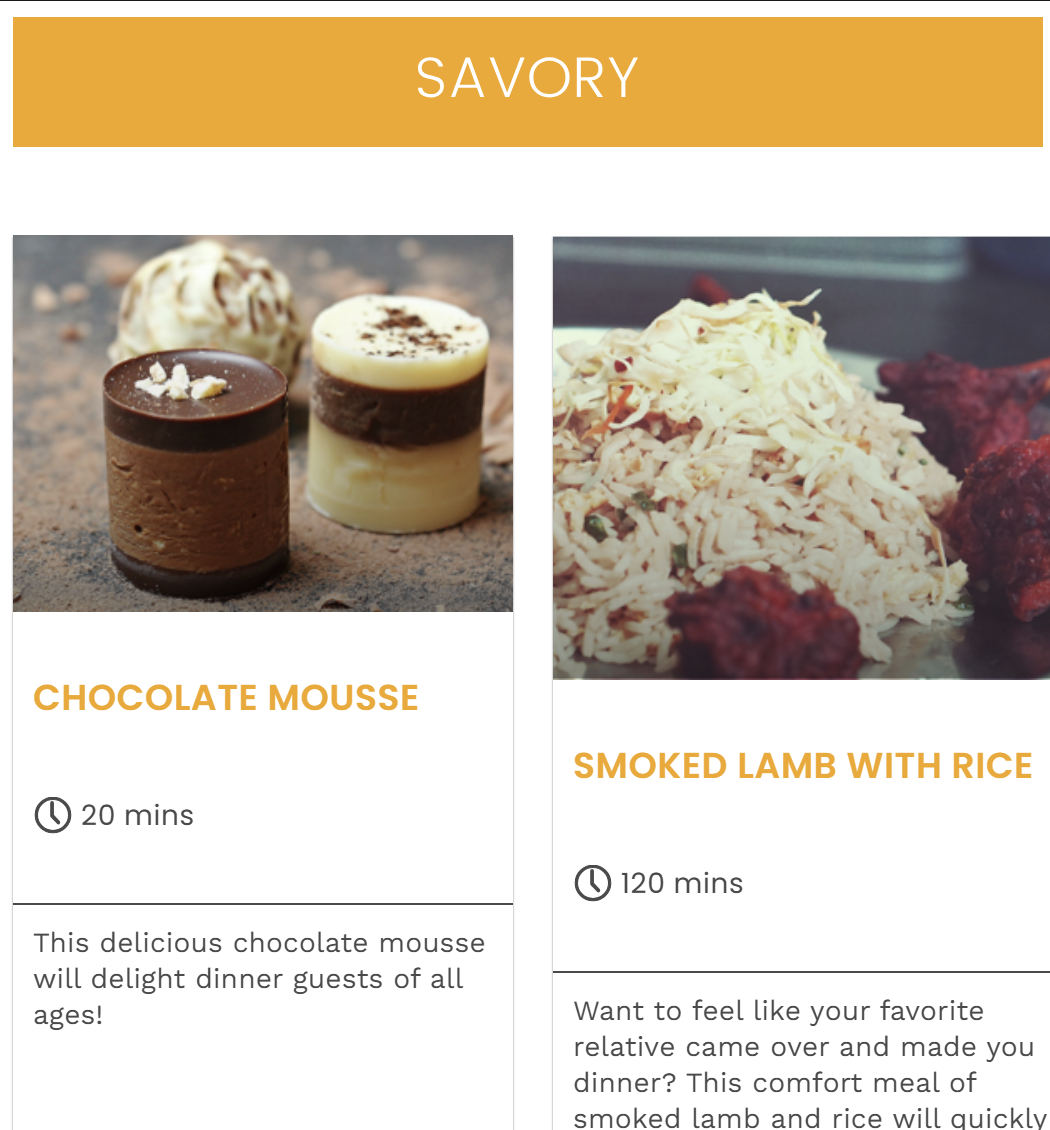 SAVORY
CHOCOLATE MOUSSE
20 mins
This delicious chocolate mousse
will delight dinner guests of all
ages!
SMOKED LAMB WITH RICE
120 mins
Want to feel like your favorite
relative came over and made you
dinner? This comfort meal of
smoked lamb and rice will quickly